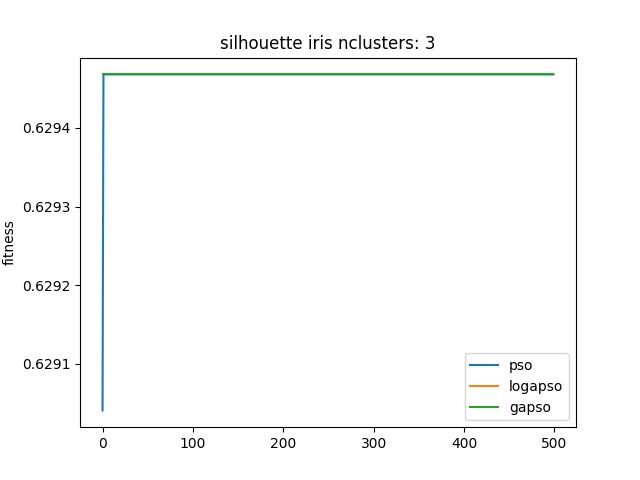 silhouette iris nclusters: 3
0.6294
0.6293
0.6292
0.6291
fitness
pso
logapso
gapso
0 100 200 300 400 500